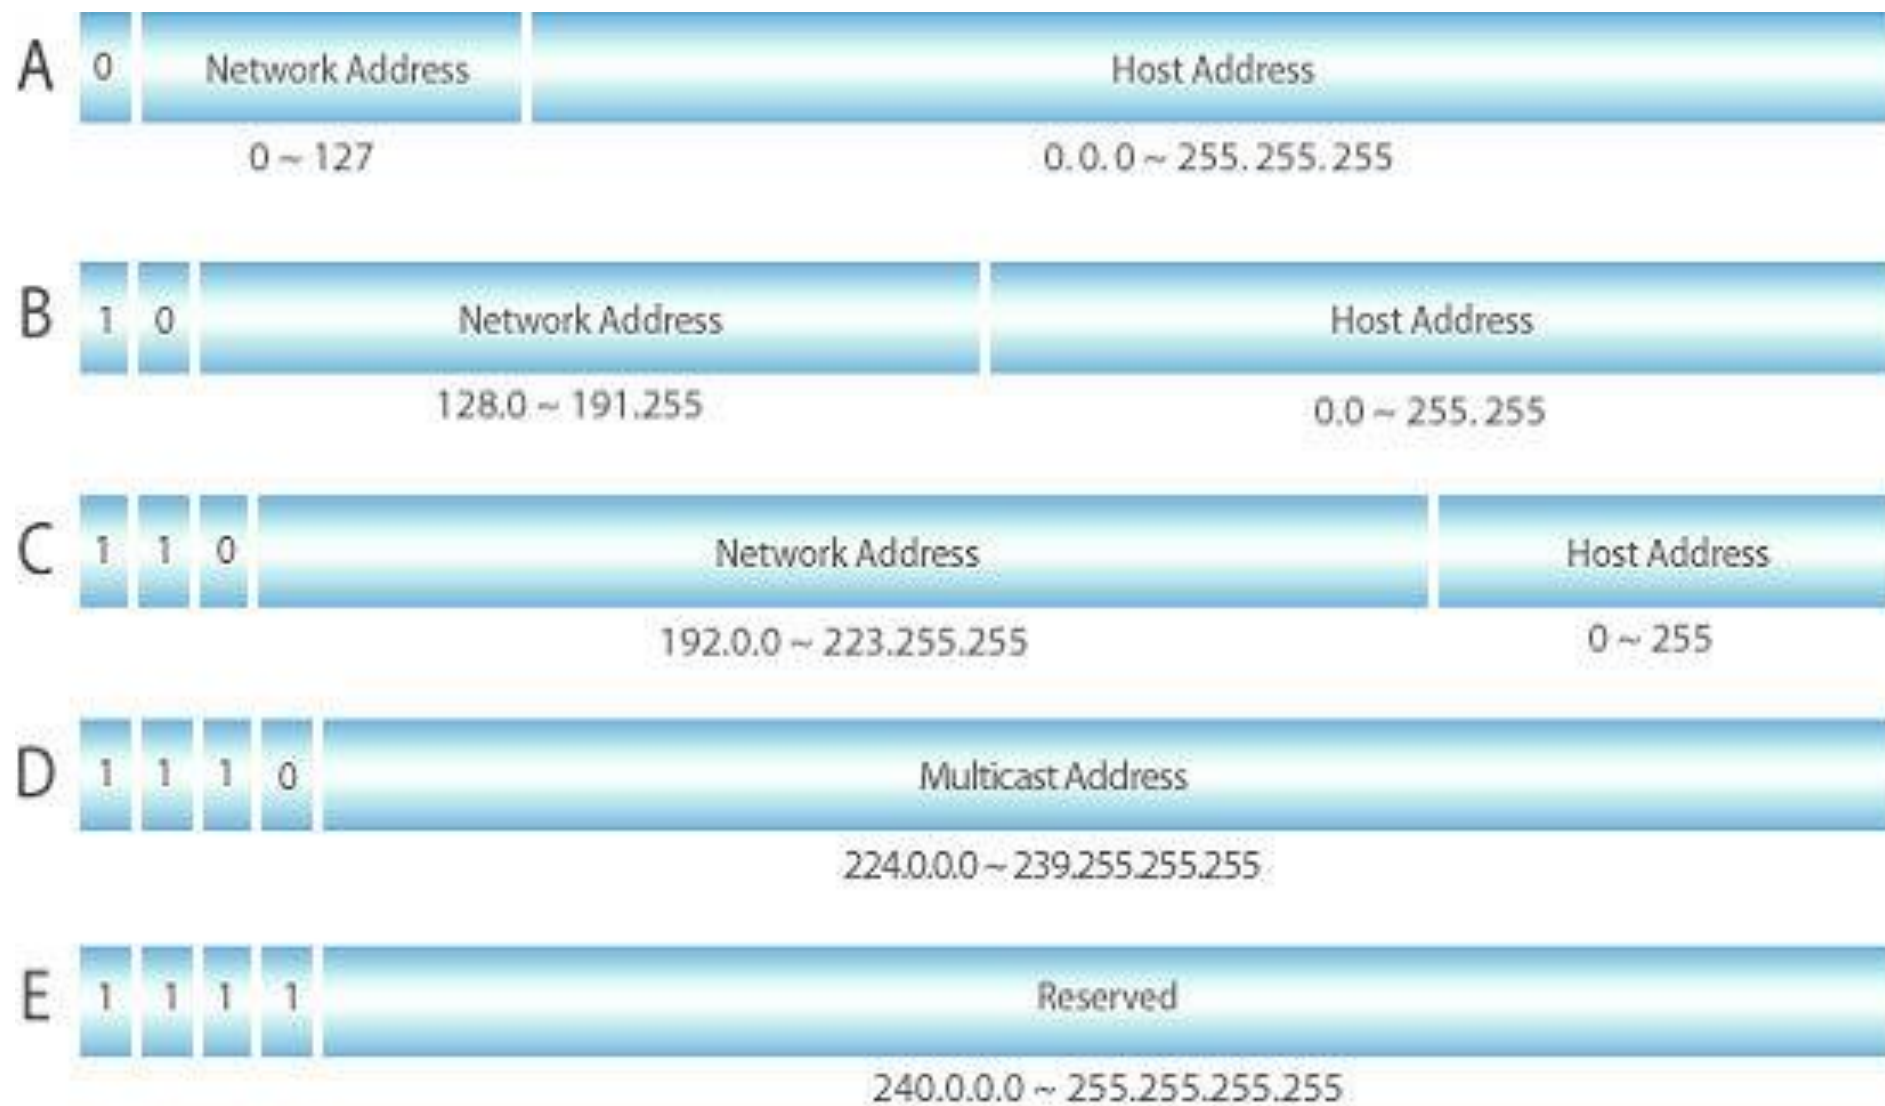 A 0 Network Address Host Address
0 ~ 127 0. 0. 0 ~ 255. 255. 255
B 1 0 Network Address Host Address
128.0 ~ 191.255 0.0 ~ 255. 255
C 1 1 0 Network Address Host Address
192.0.0 ~ 223.255.255 0 ~ 255
D 1 1 1 0 Multicast Address
224.0.0.0 ~ 239.255.255.255
E 1 1 1 1 Reserved
240.0.0.0 ~ 255.255.255.255